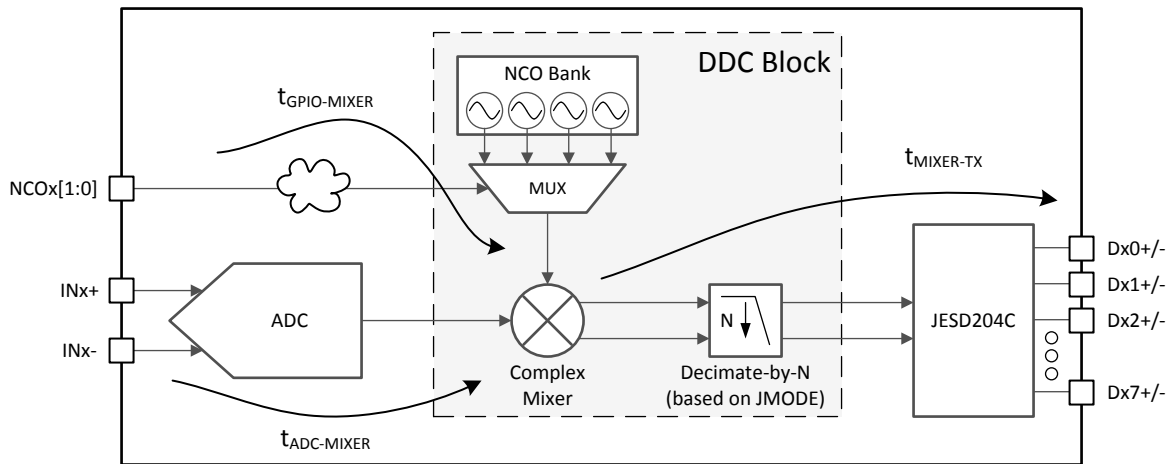 NCO Bank
DDC Block
tGPIO-MIXER
tMIXER-TX
MUX
NCOx[1:0]
INx+
INx-
ADC
N
JESD204C
Dx0+/-
Dx1+/-
Dx2+/-
Dx7+/-
Complex
Mixer
Decimate-by-N
(based on JMODE)
tADC-MIXER